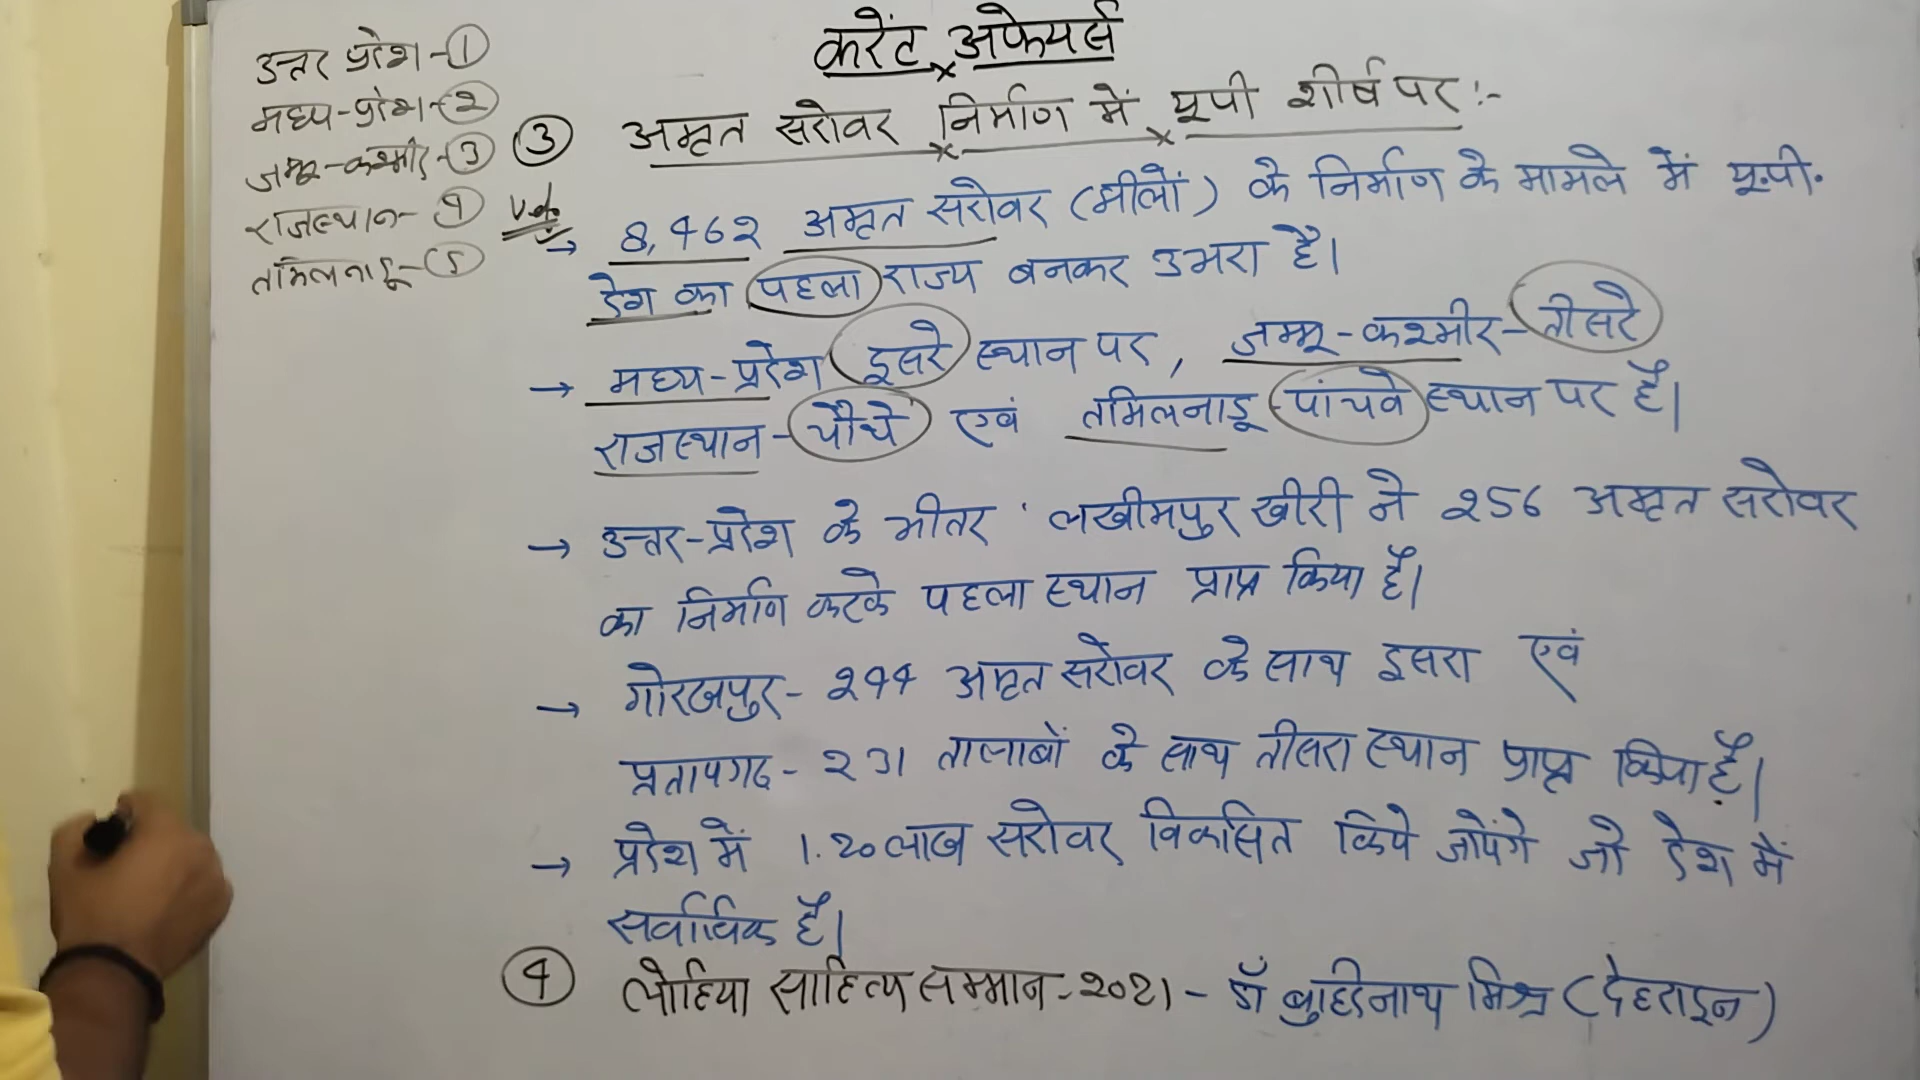 करेंट अफेयर्स
उत्तर प्रदेश - 1
मध्य-प्रदेश - 2
जम्मू-कश्मीर - 3
राजस्थान - 4
तमिलनाडू - 5
3 अमृत सरोवर निर्माण में यूपी शीर्ष पर :-
→ 8,462 अमृत सरोवर (झीलों) के निर्माण के मामले में यू.पी.
देश का पहला राज्य बनकर उभरा है।
→ मध्य-प्रदेश दूसरे स्थान पर, जम्मू-कश्मीर - तीसरे
राजस्थान - चौथे एवं तमिलनाडू पांचवे स्थान पर है।
→ उत्तर-प्रदेश के भीतर लखीमपुर खीरी ने 256 अमृत सरोवर
का निर्माण करके पहला स्थान प्राप्त किया है।
→ गोरखपुर - 244 अमृत सरोवर के साथ दूसरा एवं
प्रतापगढ़ - 231 तालाबों के साथ तीसरा स्थान प्राप्त किया है।
→ प्रदेश में 1.20 लाख सरोवर विकसित किये जायेंगे जो देश में
सर्वाधिक है।
4 लोहिया साहित्य सम्मान - 2021 - डॉ बुद्धिनाथ मिश्र (देहरादून)